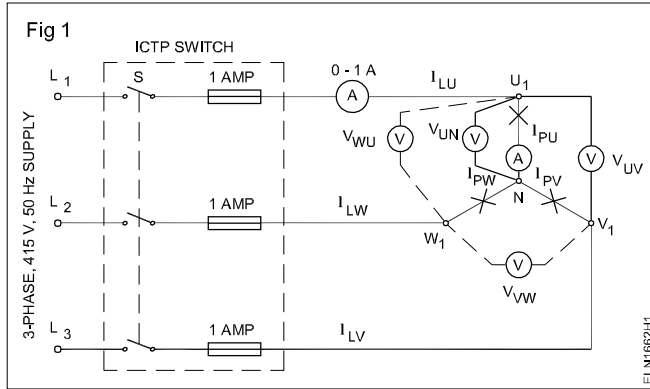 Fig 1
ICTP SWITCH
L1
S
1 AMP
0 - 1 A
A
ILU
U1
VWU
V
VUN
V
IPU
A
V
VUV
IPW
IPV
N
L2
1 AMP
ILW
W1
V1
V
VVW
L3
1 AMP
ILV
3-PHASE, 415 V, 50 Hz SUPPLY
ELN1662H1